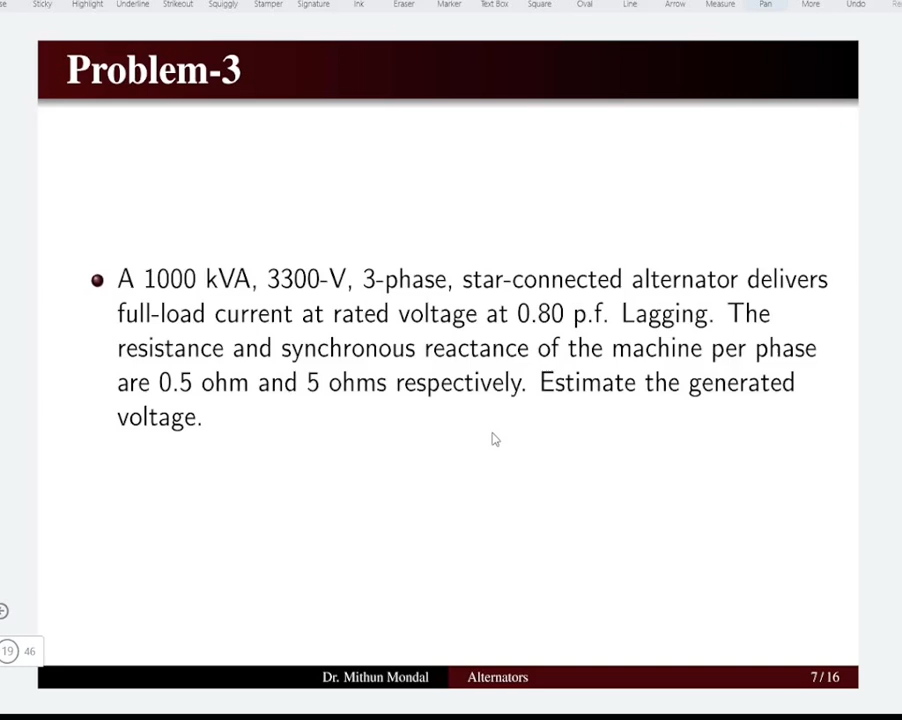 se Sticky Highlight Underline Strikeout Squiggly Stamper Signature Ink Eraser Marker Text Box Square Oval Line Arrow Measure Pan More Undo
Problem-3
A 1000 kVA, 3300-V, 3-phase, star-connected alternator delivers
full-load current at rated voltage at 0.80 p.f. Lagging. The
resistance and synchronous reactance of the machine per phase
are 0.5 ohm and 5 ohms respectively. Estimate the generated
voltage.
19 46
Dr. Mithun Mondal Alternators 7/16